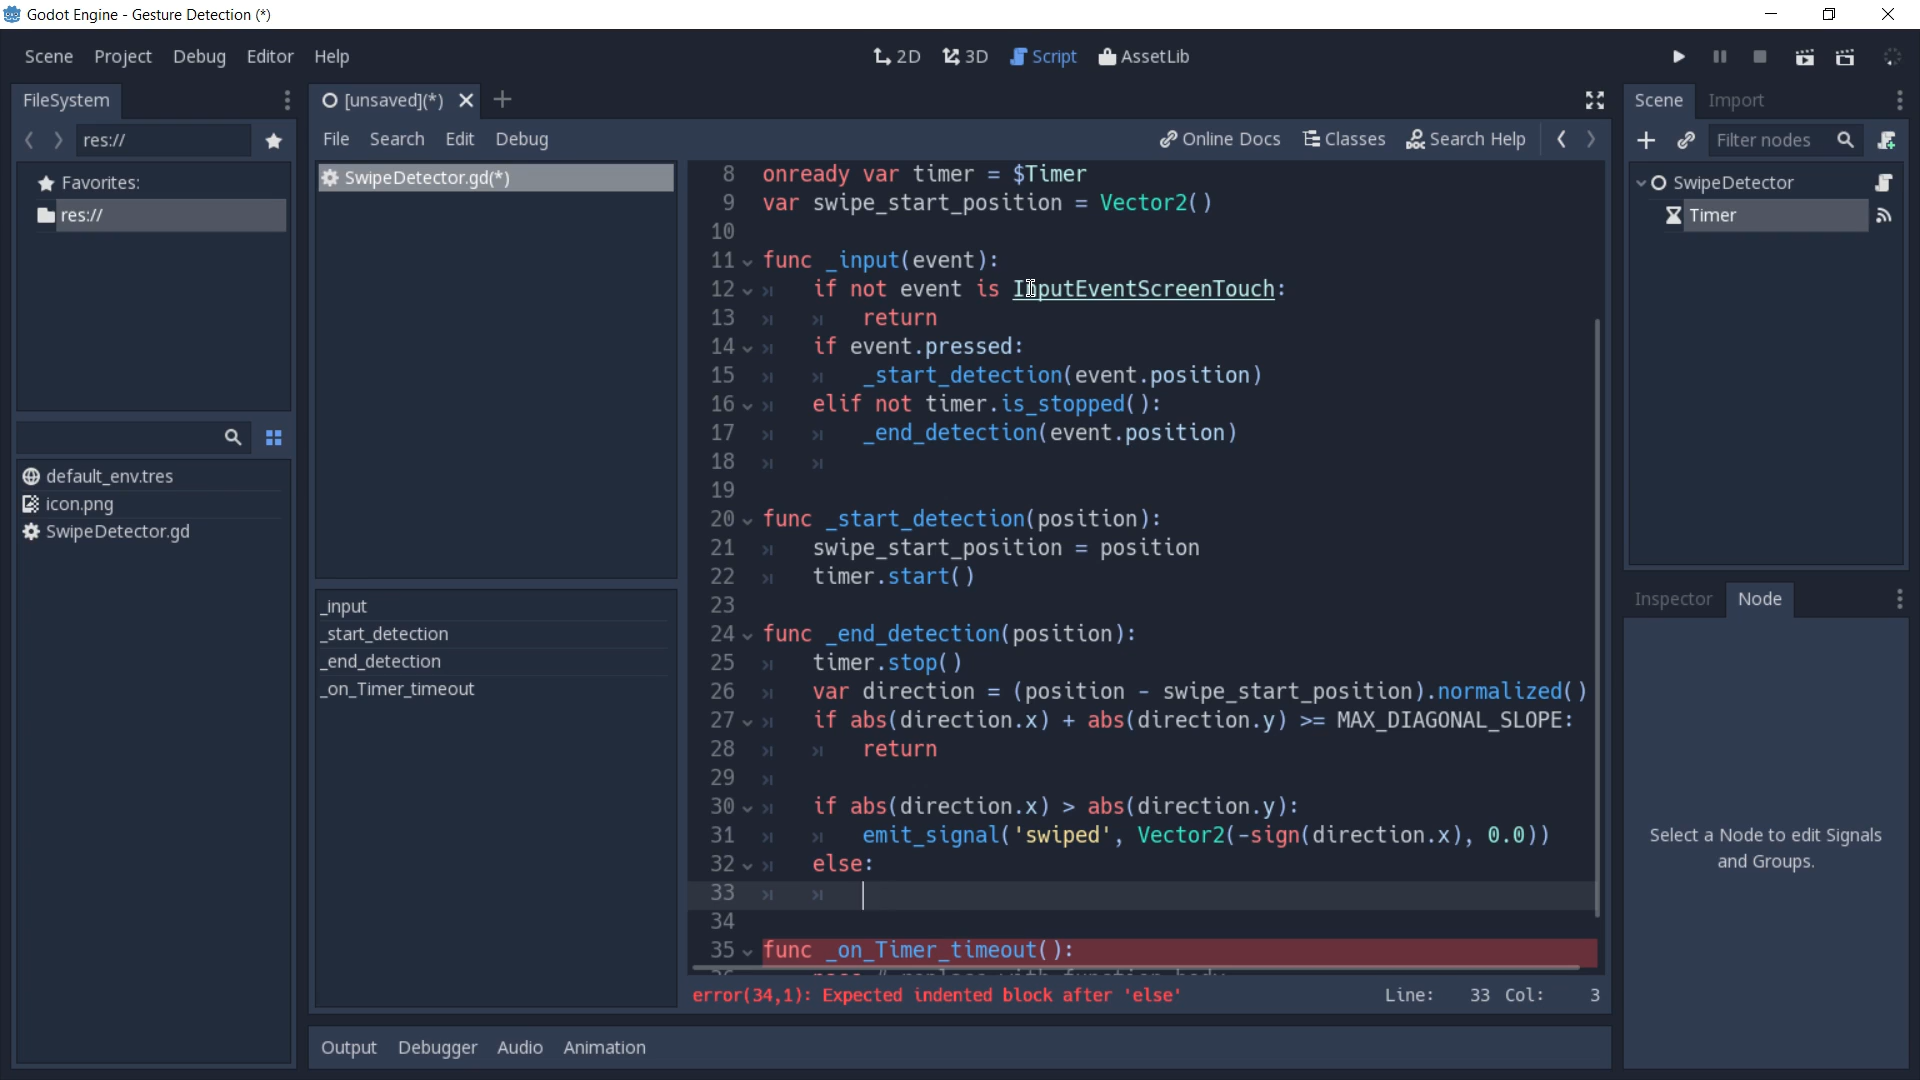 Godot Engine - Gesture Detection (*)
Scene Project Debug Editor Help
2D 3D Script AssetLib
FileSystem
[unsaved](*)
Scene Import
res://
File Search Edit Debug
Online Docs Classes Search Help
Filter nodes
Favorites:
res://
SwipeDetector.gd(*)
SwipeDetector
Timer
default_env.tres
icon.png
SwipeDetector.gd
_input
_start_detection
_end_detection
_on_Timer_timeout
8 onready var timer = $Timer
9 var swipe_start_position = Vector2()
10
11 func _input(event):
12 if not event is InputEventScreenTouch:
13 return
14 if event.pressed:
15 _start_detection(event.position)
16 elif not timer.is_stopped():
17 _end_detection(event.position)
18
19
20 func _start_detection(position):
21 swipe_start_position = position
22 timer.start()
23
24 func _end_detection(position):
25 timer.stop()
26 var direction = (position - swipe_start_position).normalized()
27 if abs(direction.x) + abs(direction.y) >= MAX_DIAGONAL_SLOPE:
28 return
29
30 if abs(direction.x) > abs(direction.y):
31 emit_signal('swiped', Vector2(-sign(direction.x), 0.0))
32 else:
33
34
35 func _on_Timer_timeout():
error(34,1): Expected indented block after 'else'
Line: 33 Col: 3
Inspector Node
Select a Node to edit Signals
and Groups.
Output Debugger Audio Animation